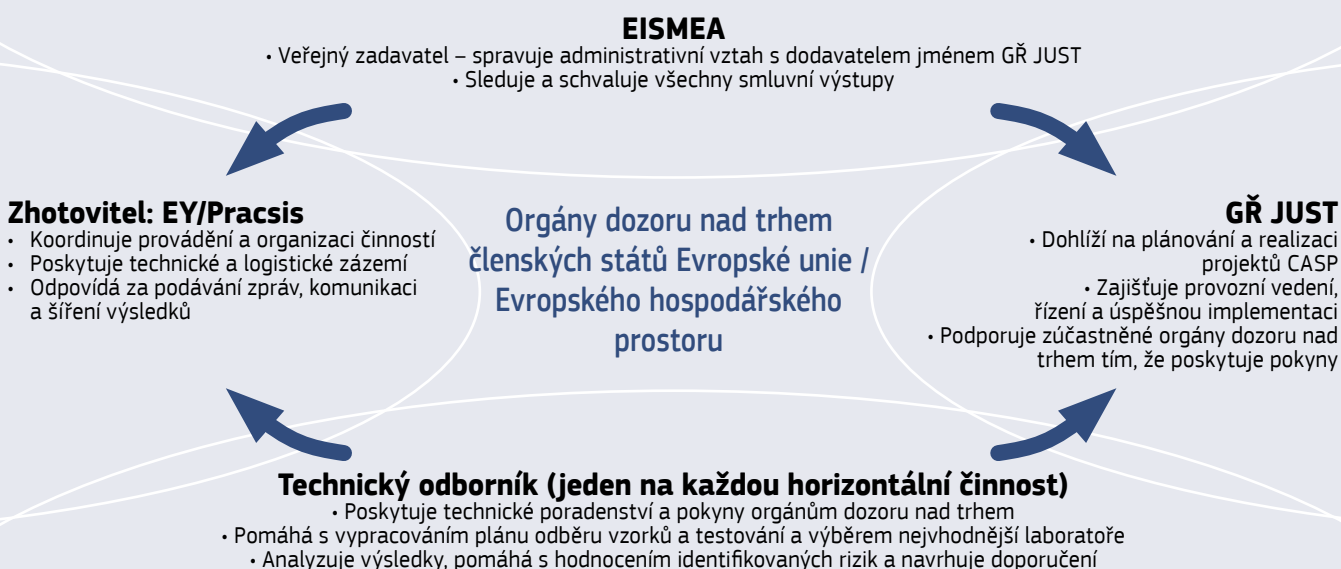 EISMEA
• Veřejný zadavatel – spravuje administrativní vztah s dodavatelem jménem GŘ JUST
• Sleduje a schvaluje všechny smluvní výstupy
Zhotovitel: EY/Pracsis
• Koordinuje provádění a organizaci činností
• Poskytuje technické a logistické zázemí
• Odpovídá za podávání zpráv, komunikaci
a šíření výsledků
Orgány dozoru nad trhem
členských států Evropské unie /
Evropského hospodářského
prostoru
GŘ JUST
• Dohlíží na plánování a realizaci
projektů CASP
• Zajišťuje provozní vedení,
řízení a úspěšnou implementaci
• Podporuje zúčastněné orgány dozoru nad
trhem tím, že poskytuje pokyny
Technický odborník (jeden na každou horizontální činnost)
• Poskytuje technické poradenství a pokyny orgánům dozoru nad trhem
• Pomáhá s vypracováním plánu odběru vzorků a testování a výběrem nejvhodnější laboratoře
• Analyzuje výsledky, pomáhá s hodnocením identifikovaných rizik a navrhuje doporučení